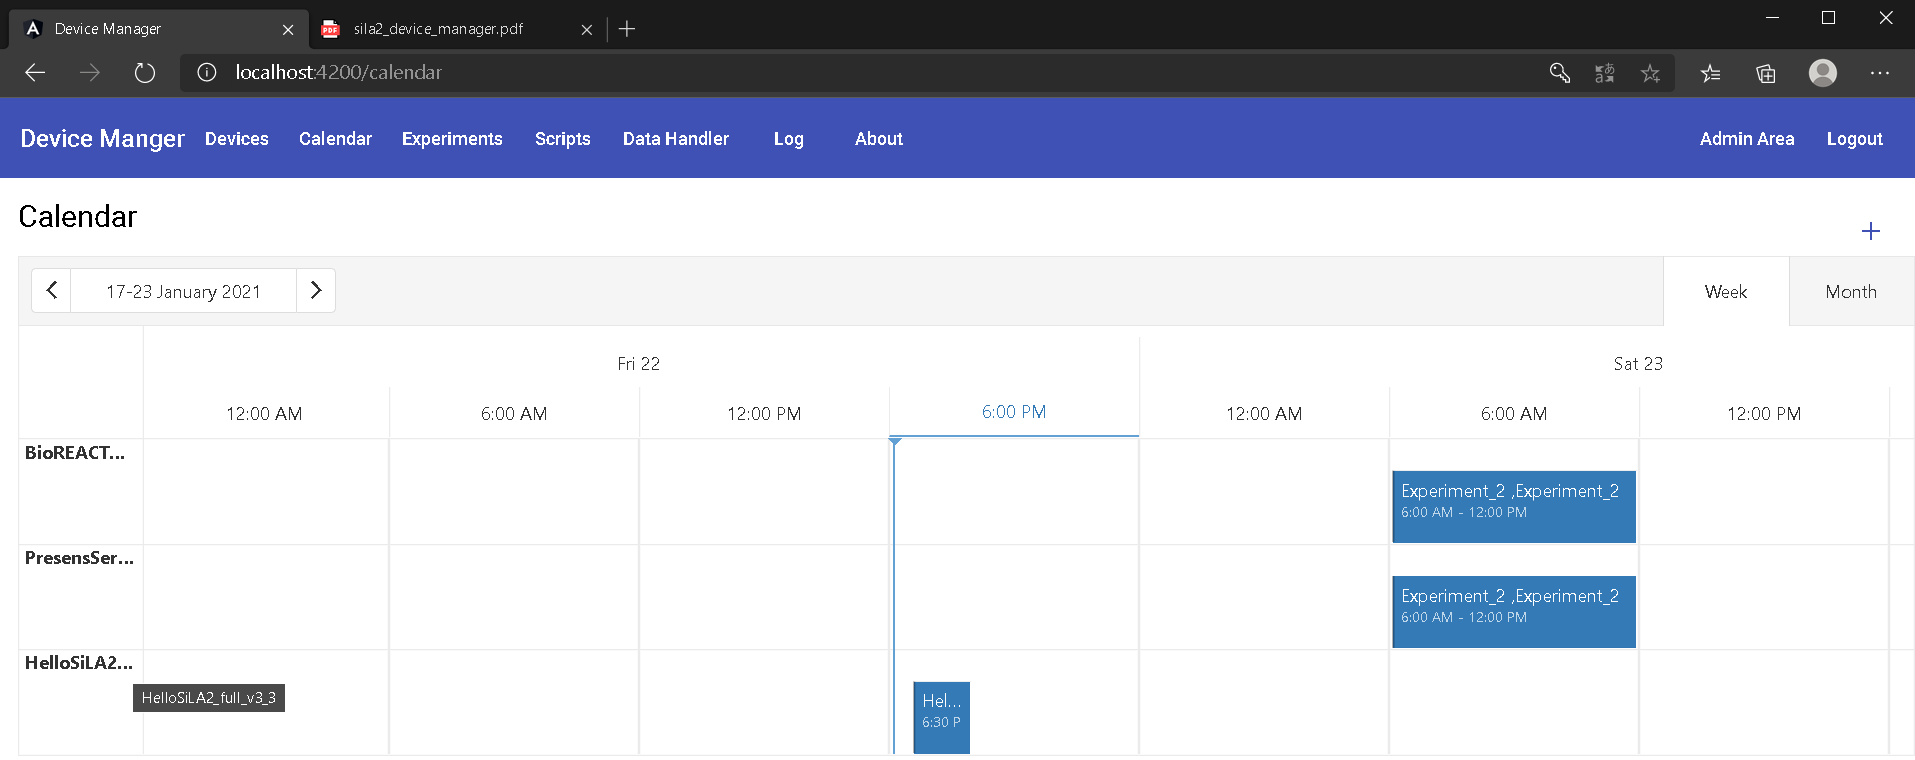 Device Manager
sila2_device_manager.pdf
localhost:4200/calendar
Device Manger Devices Calendar Experiments Scripts Data Handler Log About Admin Area Logout
Calendar
17-23 January 2021 Week Month
Fri 22 Sat 23
12:00 AM 6:00 AM 12:00 PM 6:00 PM 12:00 AM 6:00 AM 12:00 PM
BioREACT...
Experiment_2 ,Experiment_2
6:00 AM - 12:00 PM
PresensSer...
Experiment_2 ,Experiment_2
6:00 AM - 12:00 PM
HelloSiLA2...
HelloSiLA2_full_v3_3
Hel...
6:30 P